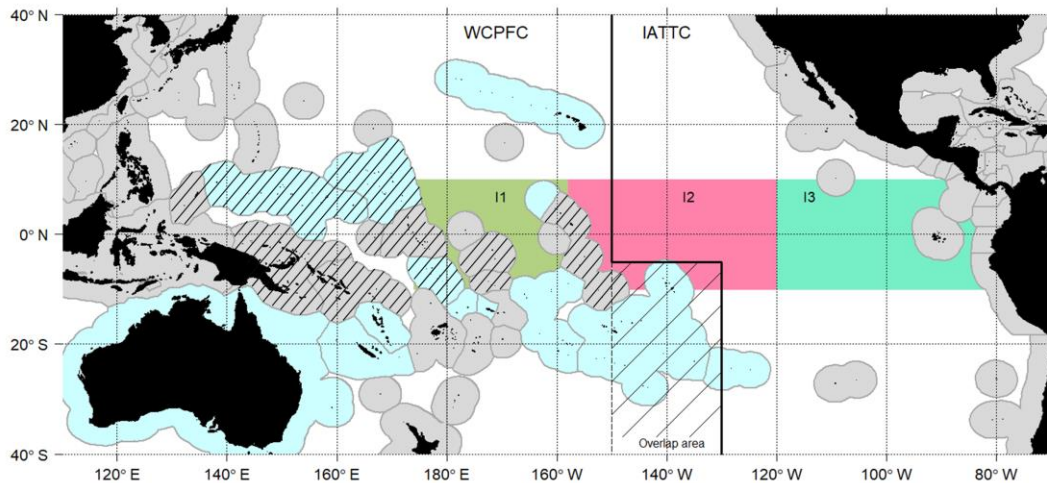 40° N
WCPFC IATTC
20° N
I1 I2 I3
0° N
20° S
Overlap area
40° S
120° E 140° E 160° E 180° E 160° W 140° W 120° W 100° W 80° W